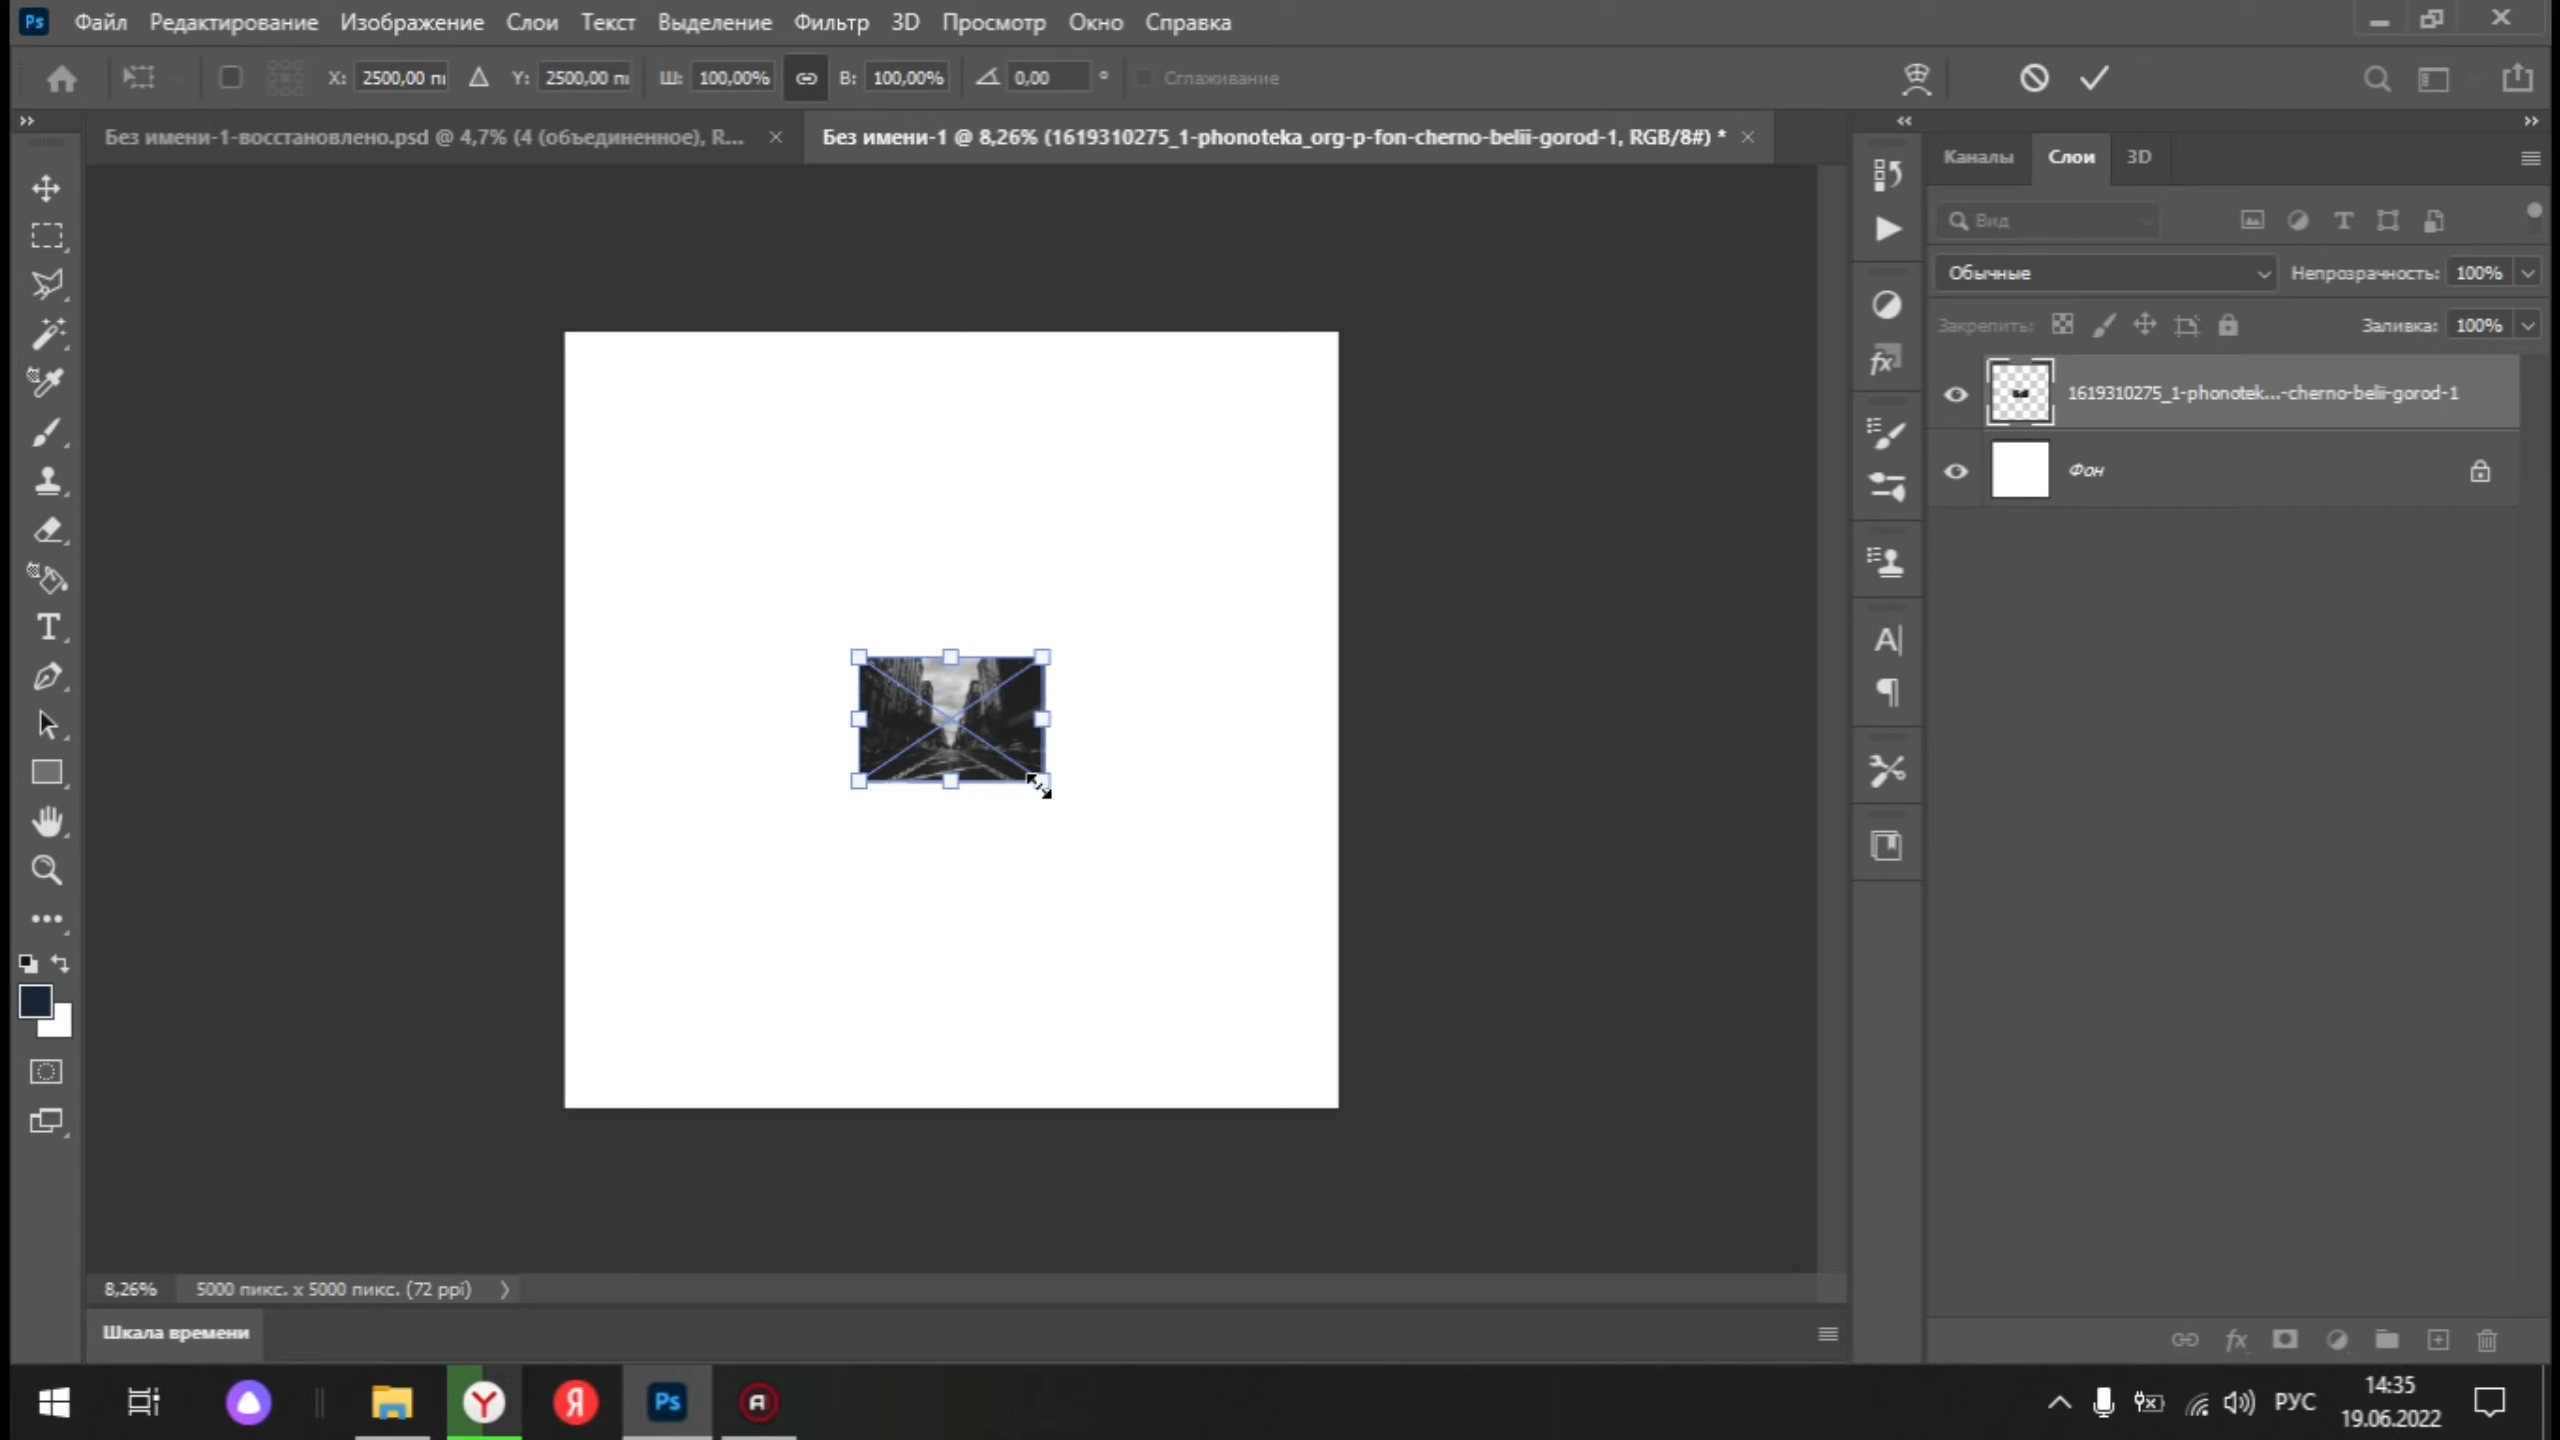 Ps Файл Редактирование Изображение Слои Текст Выделение Фильтр 3D Просмотр Окно Справка
X: 2500,00 Y: 2500,00 Ш: 100,00% В: 100,00% 0,00 ° Сглаживание
Без имени-1-восстановлено.psd @ 4,7% (4 (объединенное), R... × Без имени-1 @ 8,26% (1619310275_1-phonoteka_org-p-fon-cherno-belii-gorod-1, RGB/8#) * ×
Каналы Слои 3D
Вид
Обычные Непрозрачность: 100%
Закрепить: Заливка: 100%
1619310275_1-phonotek...-cherno-belii-gorod-1
Фон
8,26% 5000 пикс. x 5000 пикс. (72 ppi)
Шкала времени
Y Я Ps A
РУС
14:35
19.06.2022